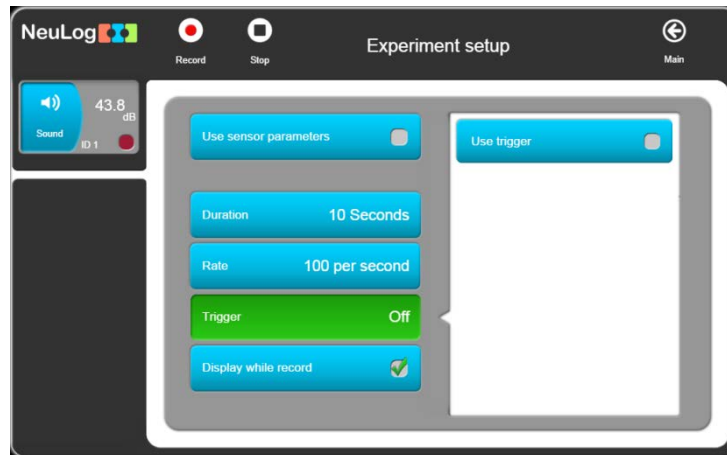 NeuLog
Record
Stop
Experiment setup
Main
43.8
dB
Sound
ID 1
Use sensor parameters
Duration 10 Seconds
Rate 100 per second
Trigger Off
Display while record
Use trigger